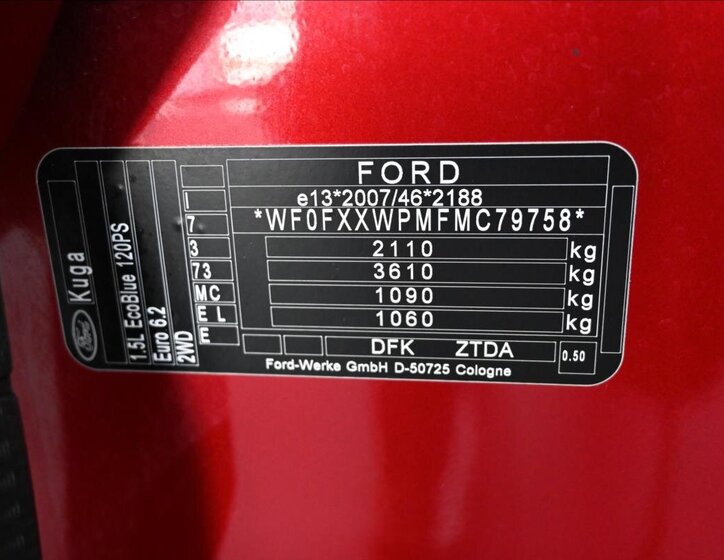 FORD
e13*2007/46*2188
*WF0FXXWPMFMC79758*
2110 kg
3610 kg
1090 kg
1060 kg
DFK ZTDA 0.50
Ford-Werke GmbH D-50725 Cologne
I
7
3
73
MC
E L
E
Ford Kuga
1.5L EcoBlue 120PS
Euro 6.2
2WD